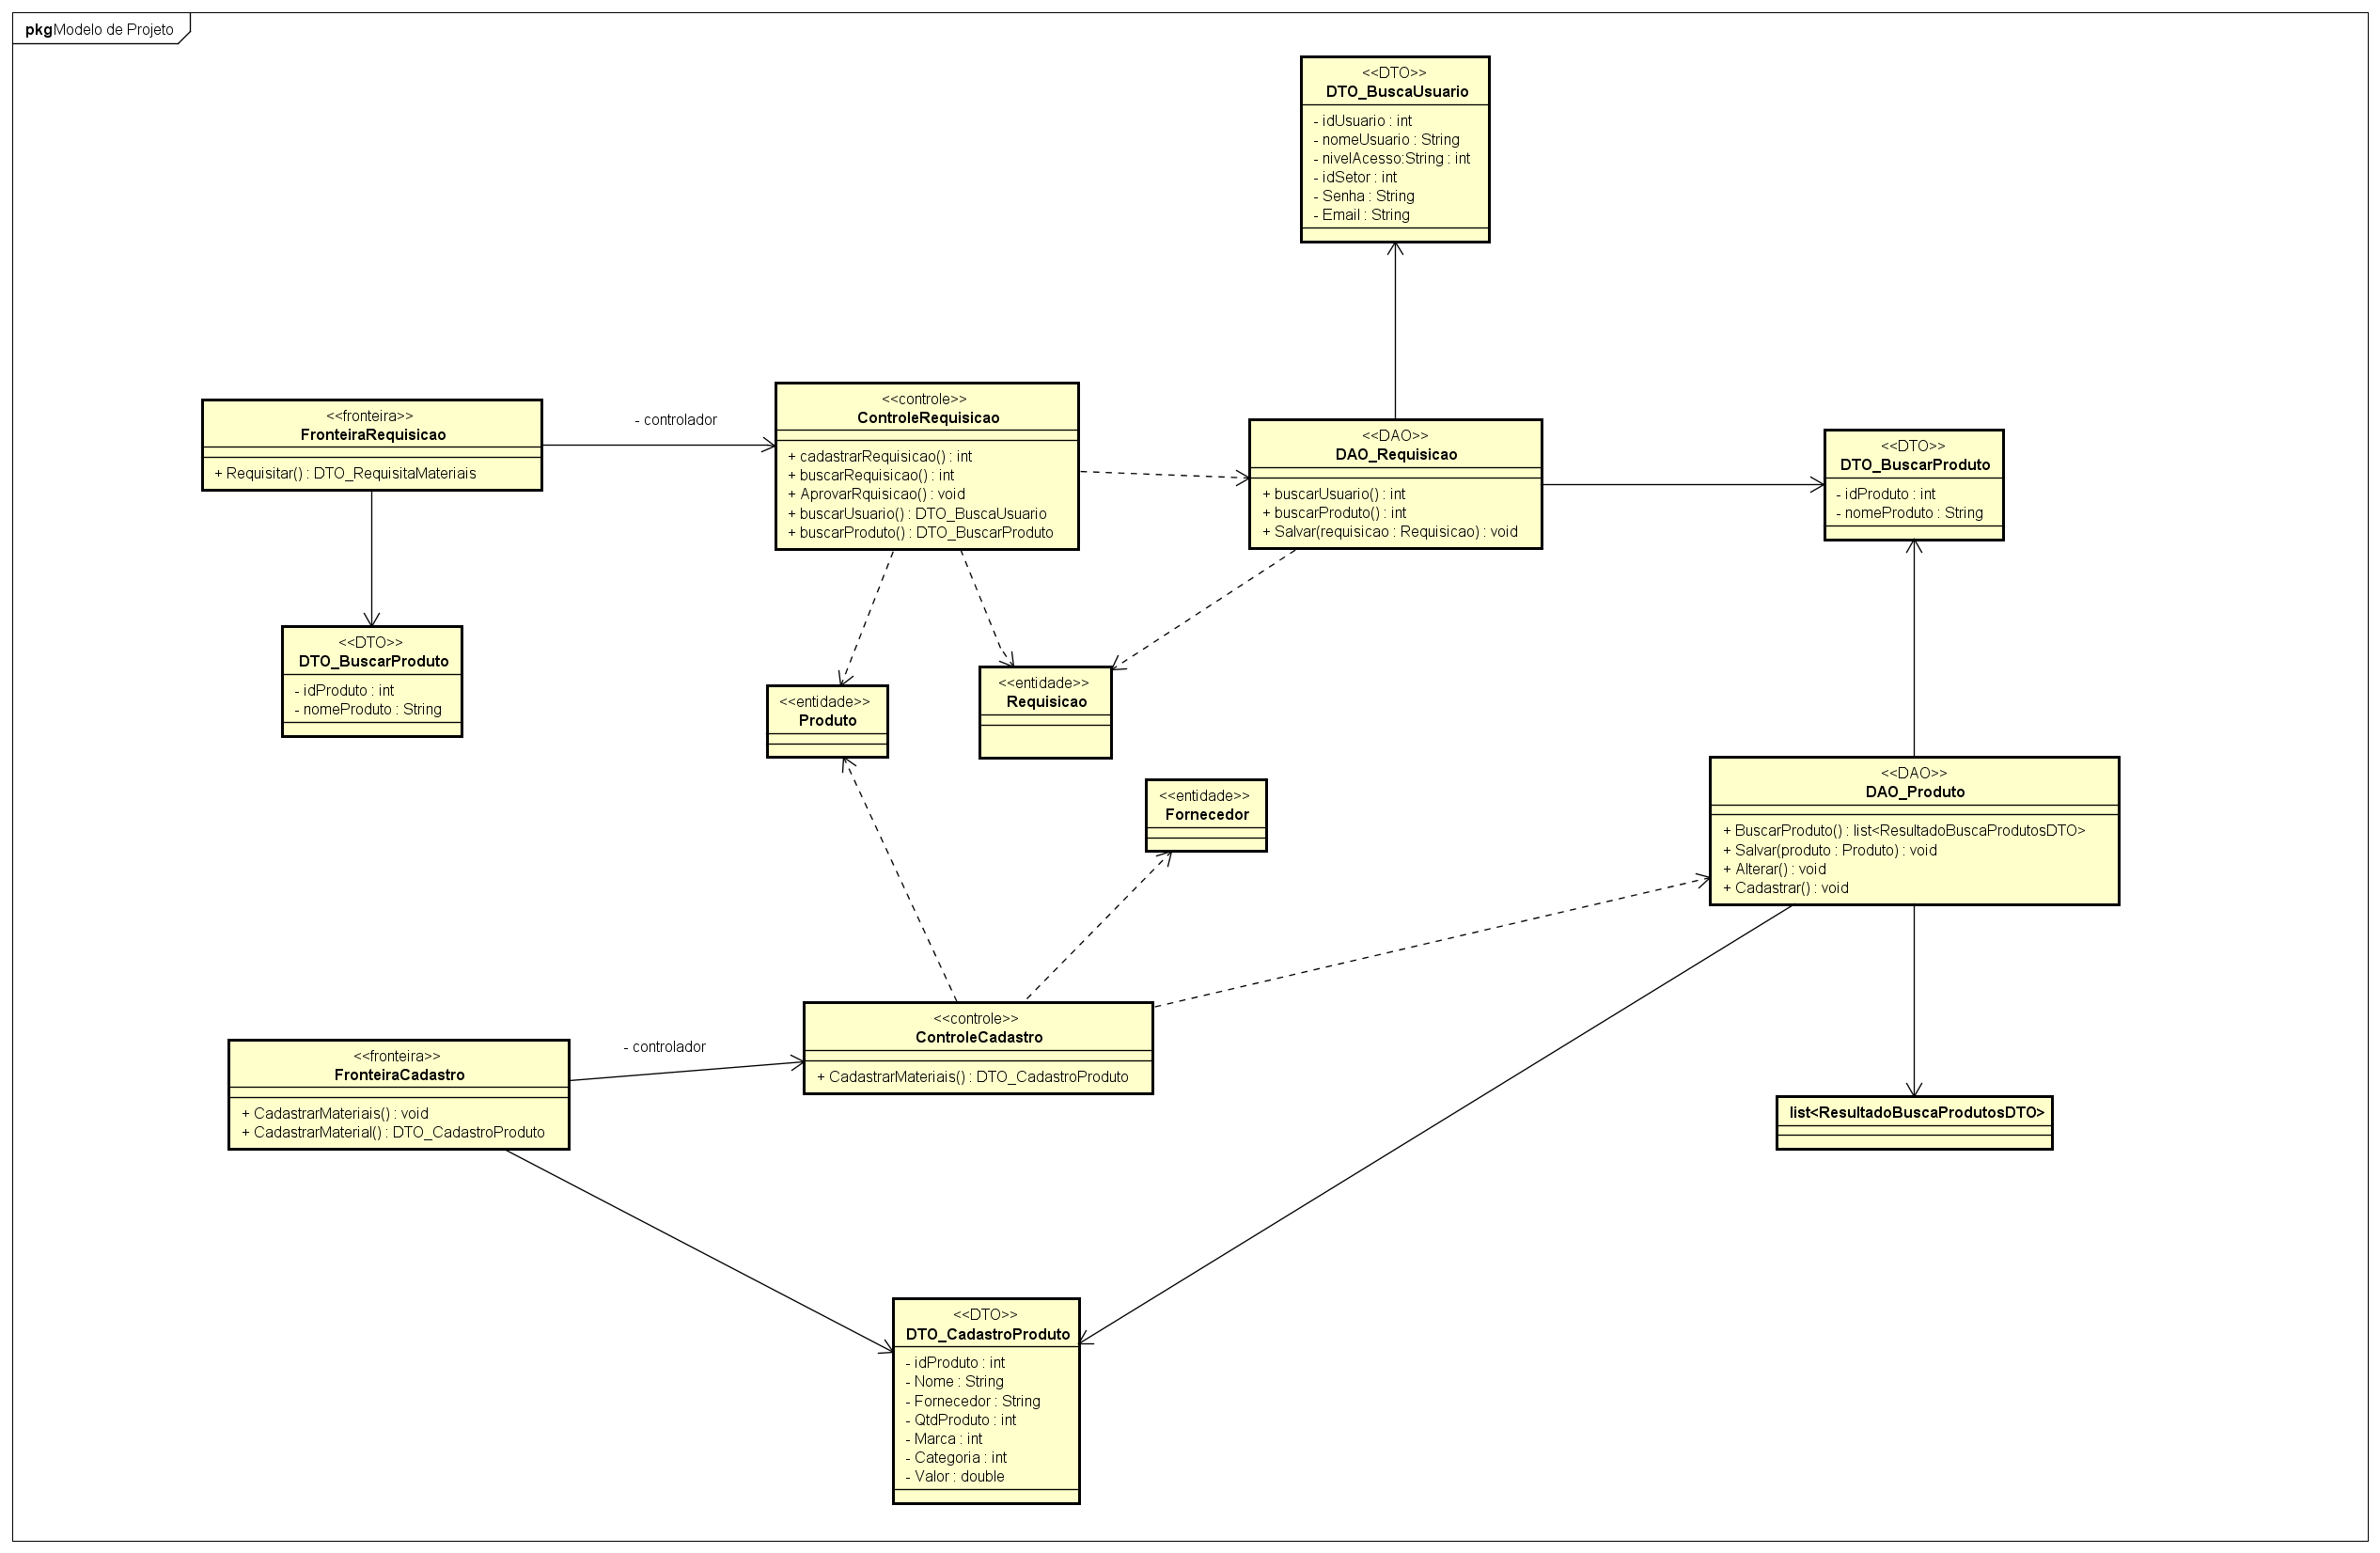 pkg Modelo de Projeto
<<DTO>>
DTO_BuscaUsuario
- idUsuario : int
- nomeUsuario : String
- nivelAcesso:String : int
- idSetor : int
- Senha : String
- Email : String
<<fronteira>>
FronteiraRequisicao
+ Requisitar() : DTO_RequisitaMateriais
- controlador
<<controle>>
ControleRequisicao
+ cadastrarRequisicao() : int
+ buscarRequisicao() : int
+ AprovarRquisicao() : void
+ buscarUsuario() : DTO_BuscaUsuario
+ buscarProduto() : DTO_BuscarProduto
<<DAO>>
DAO_Requisicao
+ buscarUsuario() : int
+ buscarProduto() : int
+ Salvar(requisicao : Requisicao) : void
<<DTO>>
DTO_BuscarProduto
- idProduto : int
- nomeProduto : String
<<DTO>>
DTO_BuscarProduto
- idProduto : int
- nomeProduto : String
<<entidade>>
Produto
<<entidade>>
Requisicao
<<entidade>>
Fornecedor
<<DAO>>
DAO_Produto
+ BuscarProduto() : list<ResultadoBuscaProdutosDTO>
+ Salvar(produto : Produto) : void
+ Alterar() : void
+ Cadastrar() : void
<<fronteira>>
FronteiraCadastro
+ CadastrarMateriais() : void
+ CadastrarMaterial() : DTO_CadastroProduto
- controlador
<<controle>>
ControleCadastro
+ CadastrarMateriais() : DTO_CadastroProduto
list<ResultadoBuscaProdutosDTO>
<<DTO>>
DTO_CadastroProduto
- idProduto : int
- Nome : String
- Fornecedor : String
- QtdProduto : int
- Marca : int
- Categoria : int
- Valor : double